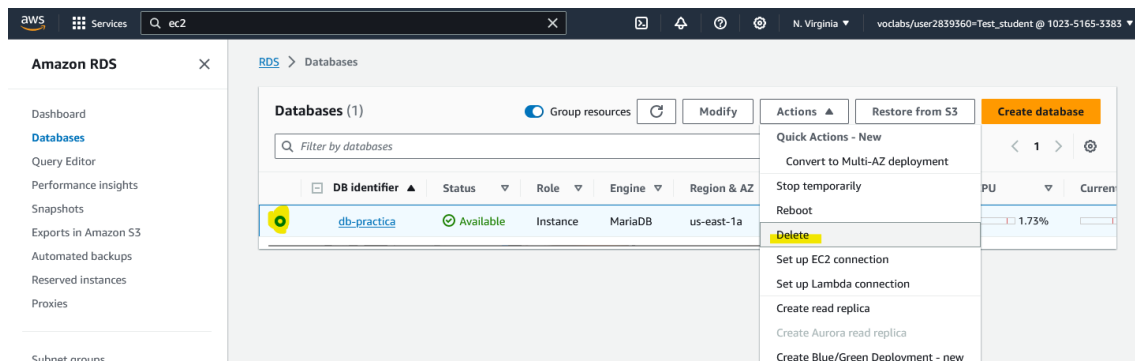 aws Services ec2 N. Virginia ▼ voclabs/user2839360=Test_student @ 1023-5165-3383 ▼
Amazon RDS
Dashboard
Databases
Query Editor
Performance insights
Snapshots
Exports in Amazon S3
Automated backups
Reserved instances
Proxies
Subnet groups
RDS > Databases
Databases (1) Group resources Modify Actions ▲ Restore from S3 Create database
Filter by databases < 1 >
DB identifier ▲ Status Role Engine Region & AZ PU Curren
db-practica Available Instance MariaDB us-east-1a 1.73%
Quick Actions - New
Convert to Multi-AZ deployment
Stop temporarily
Reboot
Delete
Set up EC2 connection
Set up Lambda connection
Create read replica
Create Aurora read replica
Create Blue/Green Deployment - new